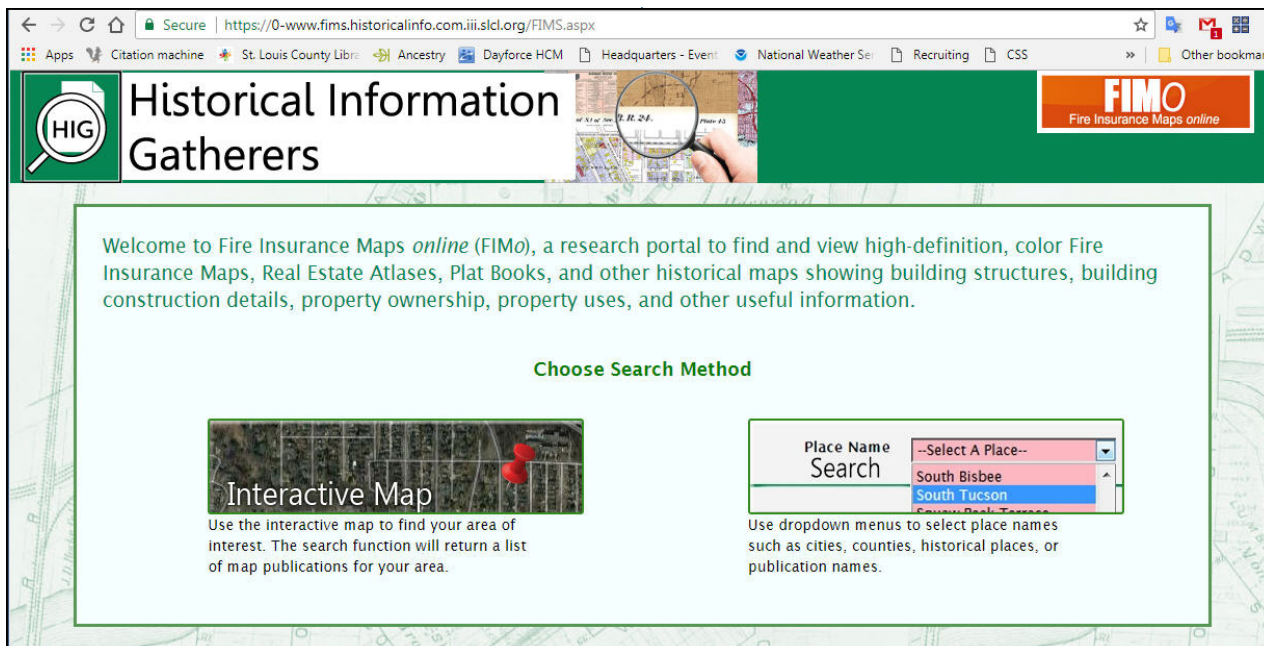 Secure | https://0-www.fims.historicalinfo.com.iii.slcl.org/FIMS.aspx
1
Apps Citation machine St. Louis County Libra Ancestry Dayforce HCM Headquarters - Event National Weather Ser Recruiting CSS » Other bookmar
HIG
Historical Information
Gatherers
J. R. 24.
Plate 43
FIMO
Fire Insurance Maps online
Welcome to Fire Insurance Maps online (FIMo), a research portal to find and view high-definition, color Fire
Insurance Maps, Real Estate Atlases, Plat Books, and other historical maps showing building structures, building
construction details, property ownership, property uses, and other useful information.
Choose Search Method
Interactive Map
Use the interactive map to find your area of
interest. The search function will return a list
of map publications for your area.
Place Name
Search
--Select A Place--
South Bisbee
South Tucson
Squaw Peak Terrace
Use dropdown menus to select place names
such as cities, counties, historical places, or
publication names.